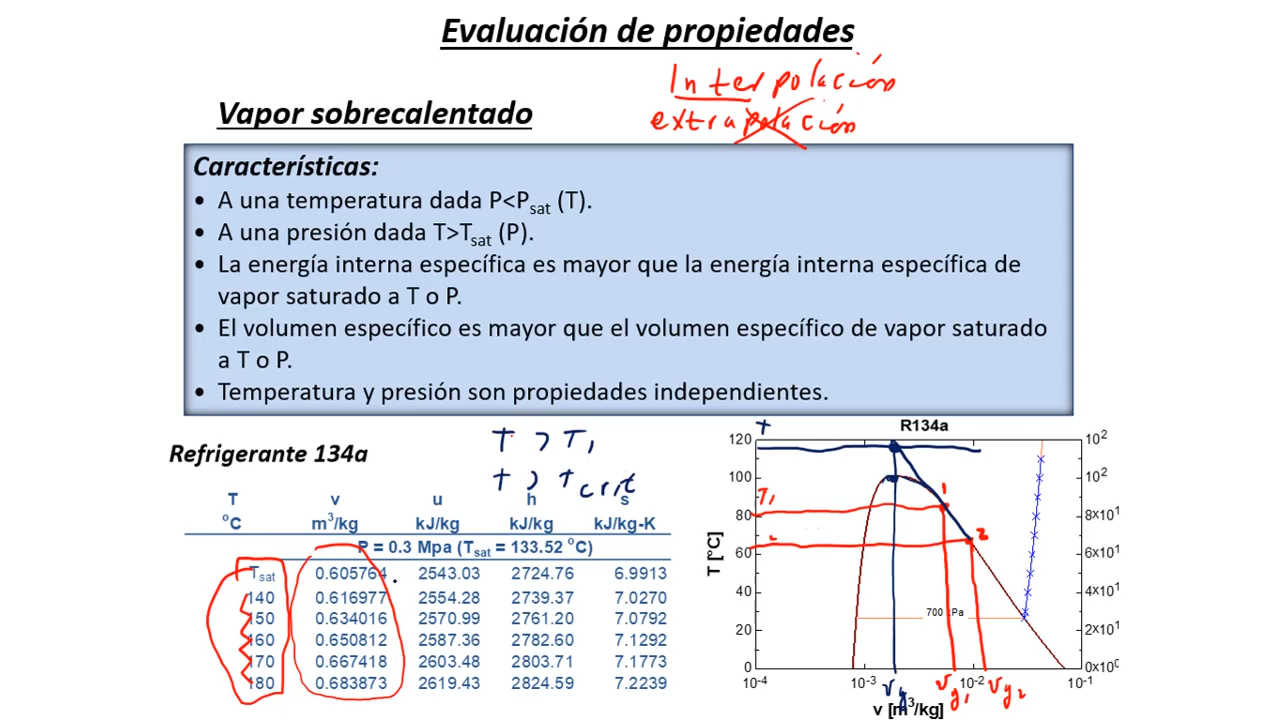 Evaluación de propiedades
Interpolación
Vapor sobrecalentado
extrapolación
Características:
• A una temperatura dada P<Psat (T).
• A una presión dada T>Tsat (P).
• La energía interna específica es mayor que la energía interna específica de
vapor saturado a T o P.
• El volumen específico es mayor que el volumen específico de vapor saturado
a T o P.
• Temperatura y presión son propiedades independientes.
Refrigerante 134a
T > T1
T > Tcrit
T v u h s
°C m³/kg kJ/kg kJ/kg kJ/kg-K
P = 0.3 Mpa (Tsat = 133.52 °C)
Tsat 0.605764 2543.03 2724.76 6.9913
140 0.616977 2554.28 2739.37 7.0270
150 0.634016 2570.99 2761.20 7.0792
160 0.650812 2587.36 2782.60 7.1292
170 0.667418 2603.48 2803.71 7.1773
180 0.683873 2619.43 2824.59 7.2239
T
R134a
120 10²
100 10²
80 8x10¹
60 6x10¹
40 4x10¹
20 2x10¹
0 0x10⁰
T [°C]
T1
1
2
700 kPa
10⁻⁴ 10⁻³ 10⁻² 10⁻¹
vg vg1 vg2
v [m³/kg]